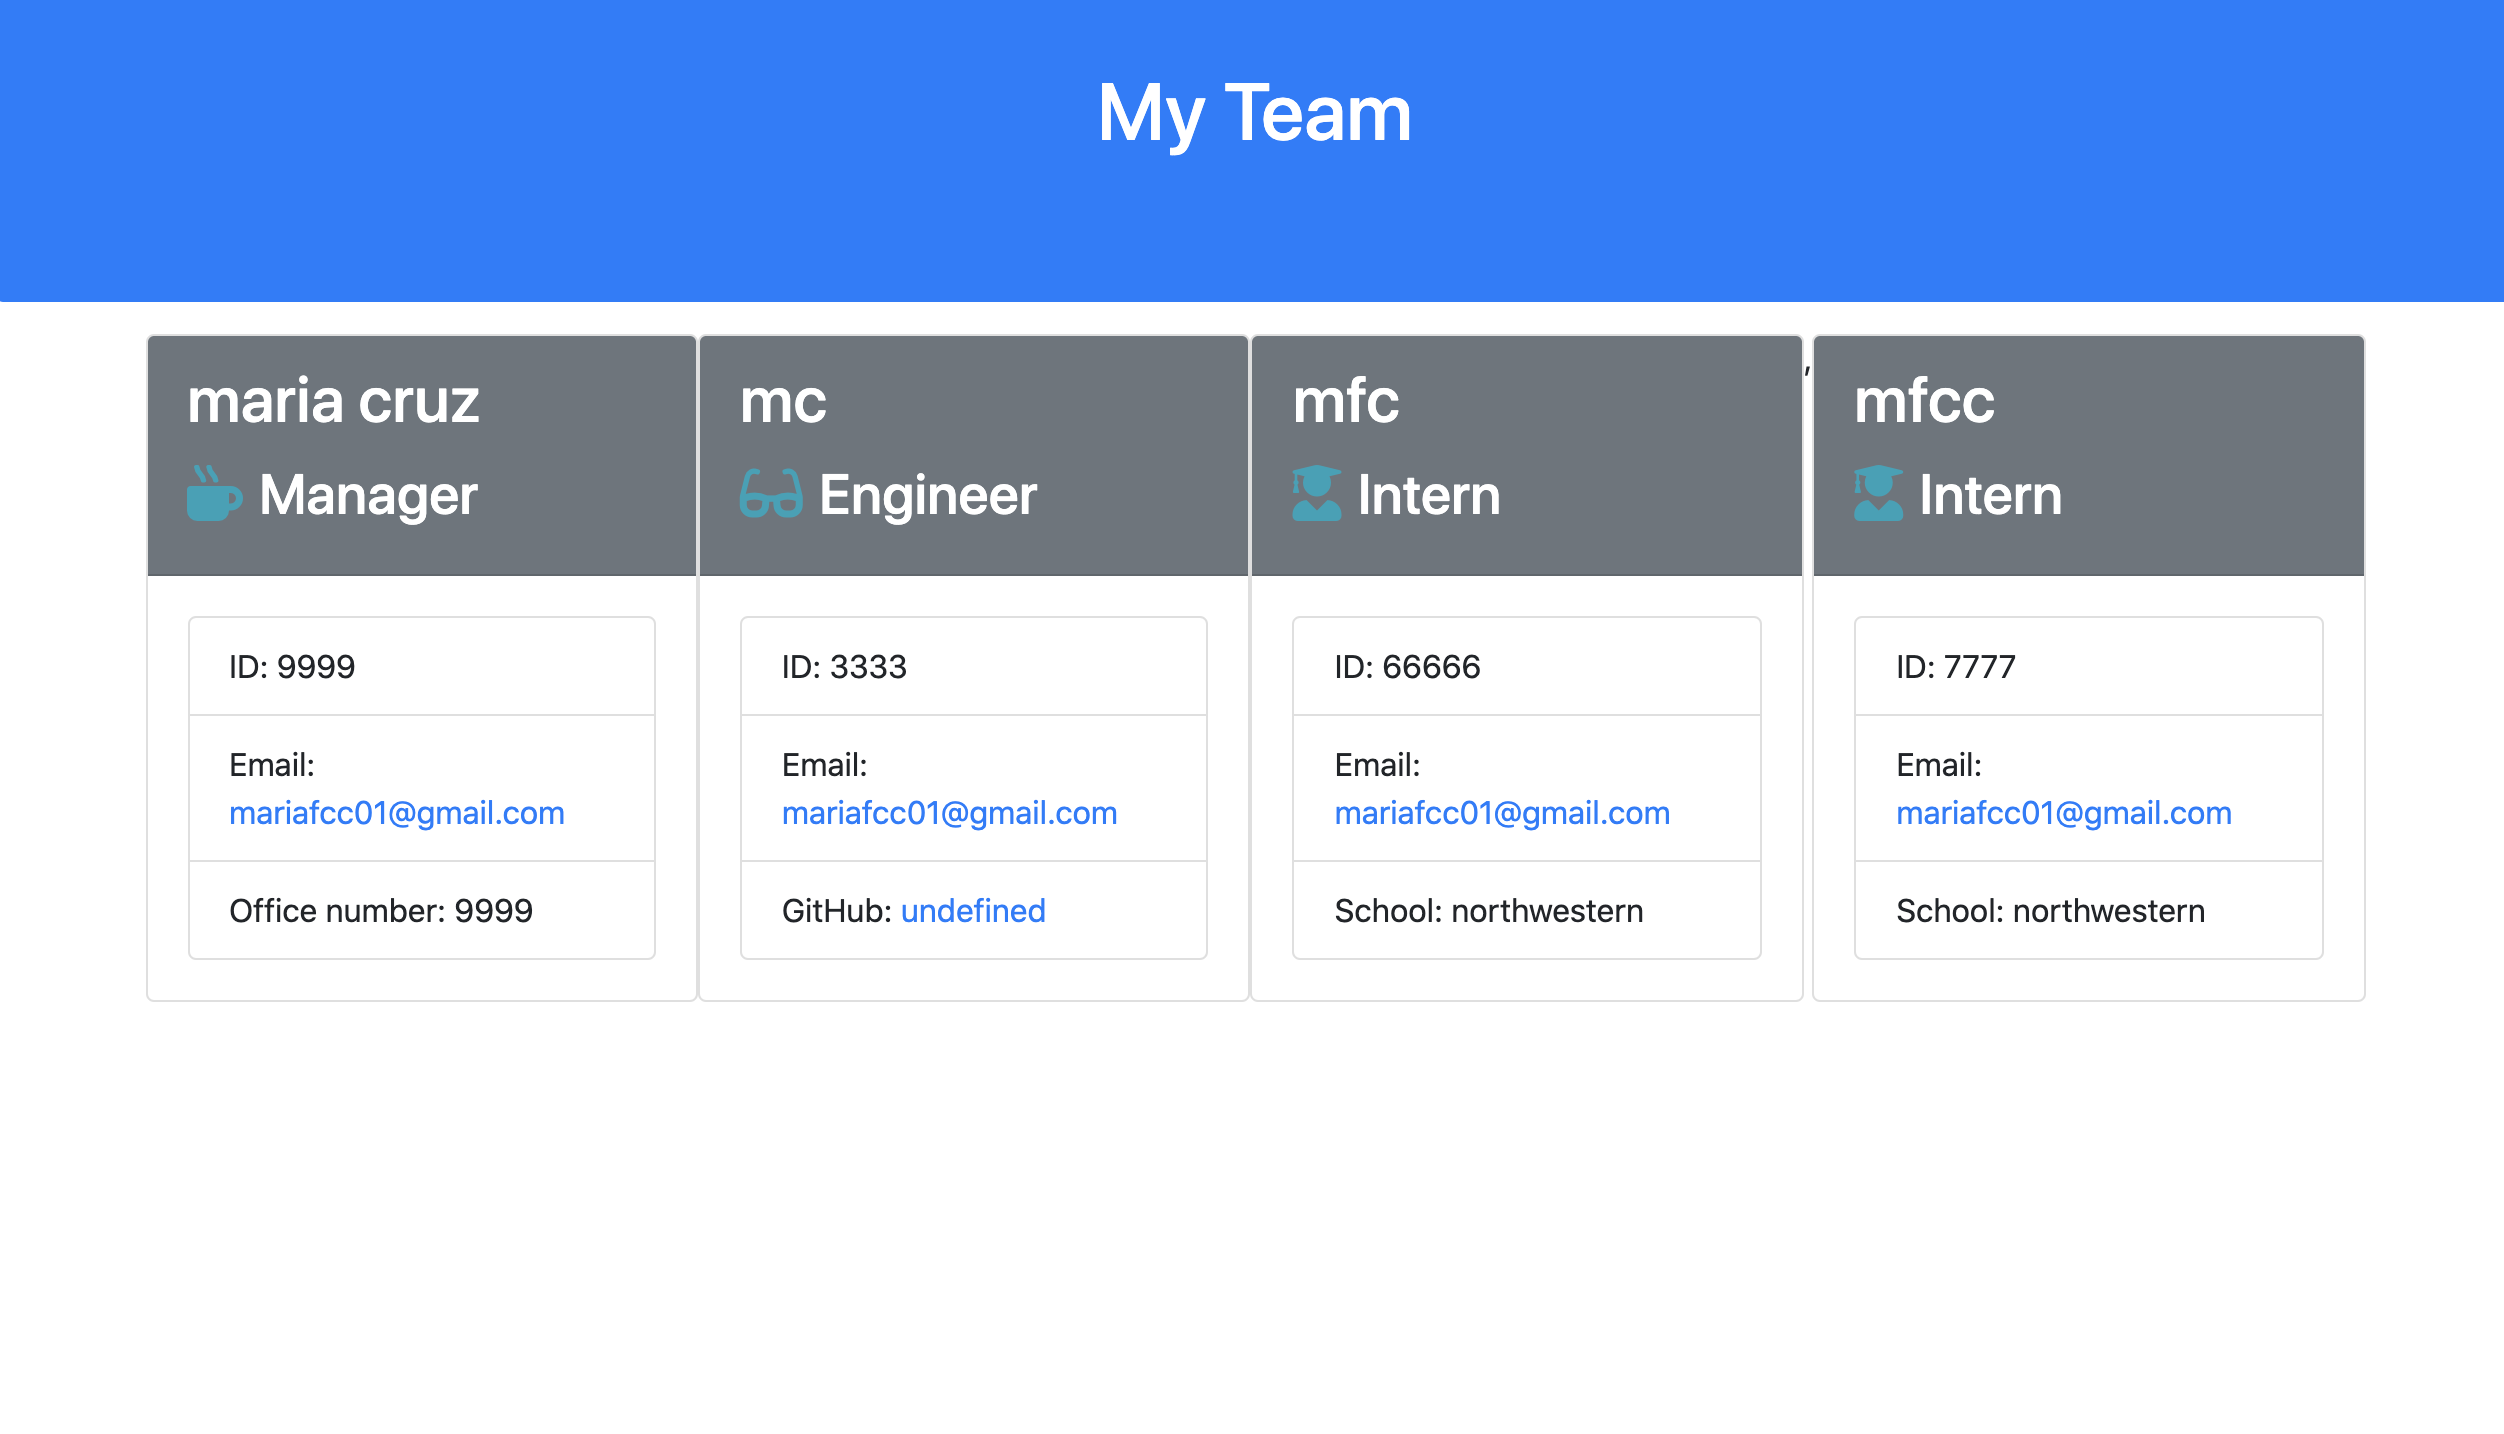 My Team
maria cruz
Manager
ID: 9999
Email:
mariafcc01@gmail.com
Office number: 9999
mc
Engineer
ID: 3333
Email:
mariafcc01@gmail.com
GitHub: undefined
mfc
Intern
ID: 66666
Email:
mariafcc01@gmail.com
School: northwestern
,
mfcc
Intern
ID: 7777
Email:
mariafcc01@gmail.com
School: northwestern